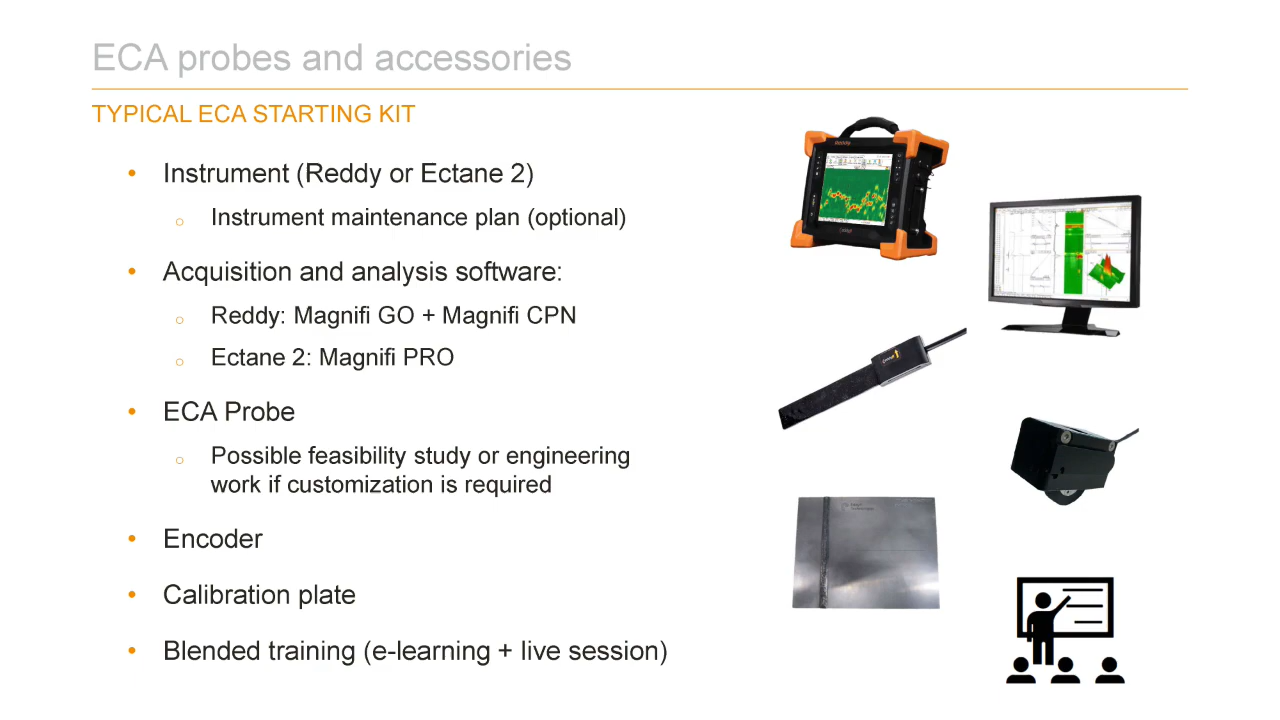 ECA probes and accessories
TYPICAL ECA STARTING KIT
• Instrument (Reddy or Ectane 2)
o Instrument maintenance plan (optional)
• Acquisition and analysis software:
o Reddy: Magnifi GO + Magnifi CPN
o Ectane 2: Magnifi PRO
• ECA Probe
o Possible feasibility study or engineering
work if customization is required
• Encoder
• Calibration plate
• Blended training (e-learning + live session)